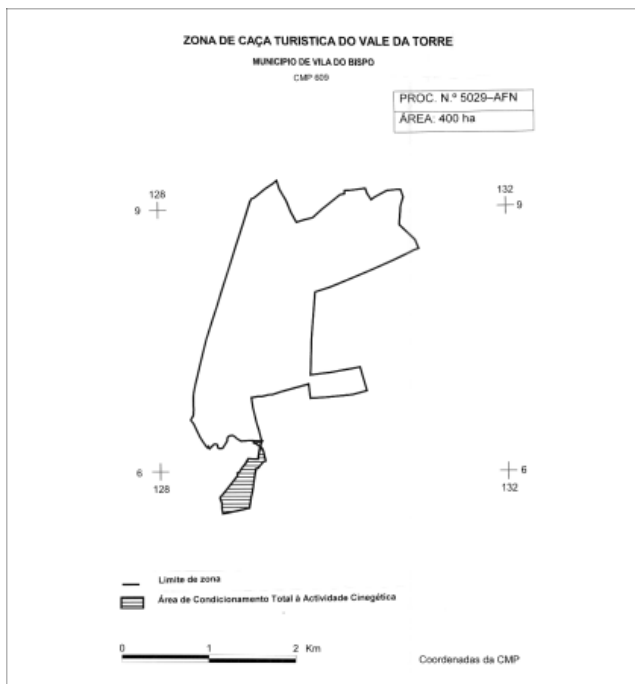 ZONA DE CAÇA TURISTICA DO VALE DA TORRE
MUNICIPIO DE VILA DO BISPO
CMP 609
PROC. N.º 5029–AFN
ÁREA: 400 ha
128
9
132
9
6
128
6
132
Limite de zona
Área de Condicionamento Total à Actividade Cinegética
0 1 2 Km
Coordenadas da CMP